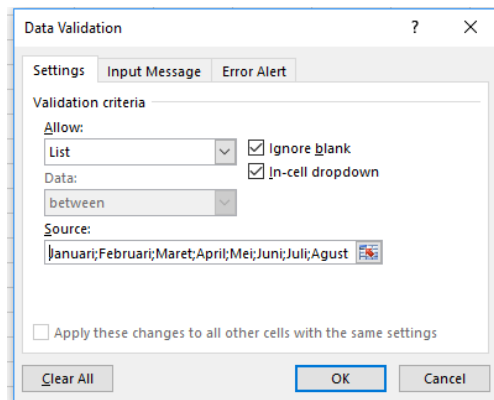 Data Validation ?
Settings Input Message Error Alert
Validation criteria
Allow:
List Ignore blank
Data: In-cell dropdown
between
Source:
Januari;Februari;Maret;April;Mei;Juni;Juli;Agust
Apply these changes to all other cells with the same settings
Clear All OK Cancel